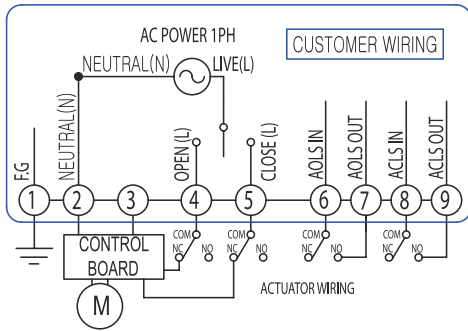 AC POWER 1PH
CUSTOMER WIRING
NEUTRAL(N)
LIVE(L)
F.G
NEUTRAL(N)
OPEN (L)
CLOSE (L)
AOLS IN
AOLS OUT
ACLS IN
ACLS OUT
1 2 3 4 5 6 7 8 9
COM COM COM COM
NC NO NC NO NC NO NC NO
CONTROL
BOARD
ACTUATOR WIRING
M